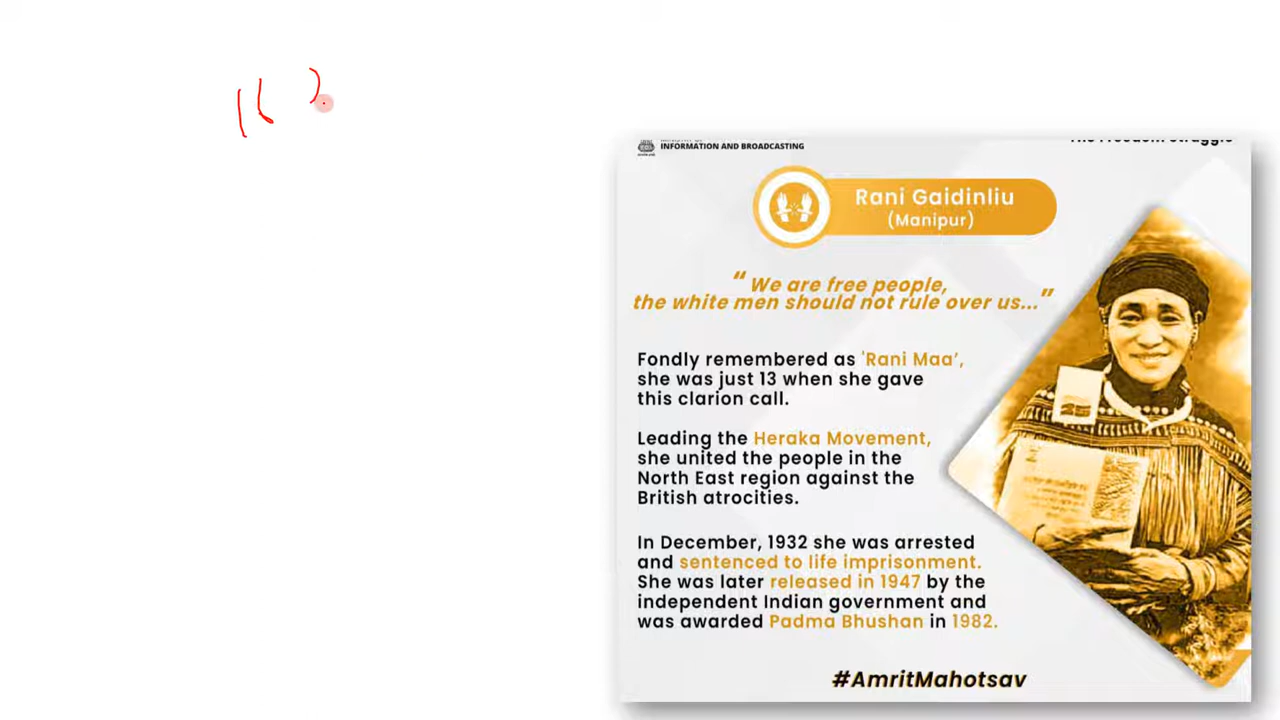 INFORMATION AND BROADCASTING
The Freedom Struggle
Rani Gaidinliu
(Manipur)
“ We are free people,
the white men should not rule over us...”
Fondly remembered as 'Rani Maa’,
she was just 13 when she gave
this clarion call.
Leading the Heraka Movement,
she united the people in the
North East region against the
British atrocities.
In December, 1932 she was arrested
and sentenced to life imprisonment.
She was later released in 1947 by the
independent Indian government and
was awarded Padma Bhushan in 1982.
#AmritMahotsav
25